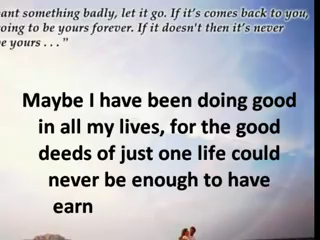 ant something badly, let it go. If it's comes back to you,
oing to be yours forever. If it doesn't then it's never
e yours . . . "
Maybe I have been doing good
in all my lives, for the good
deeds of just one life could
never be enough to have
earn